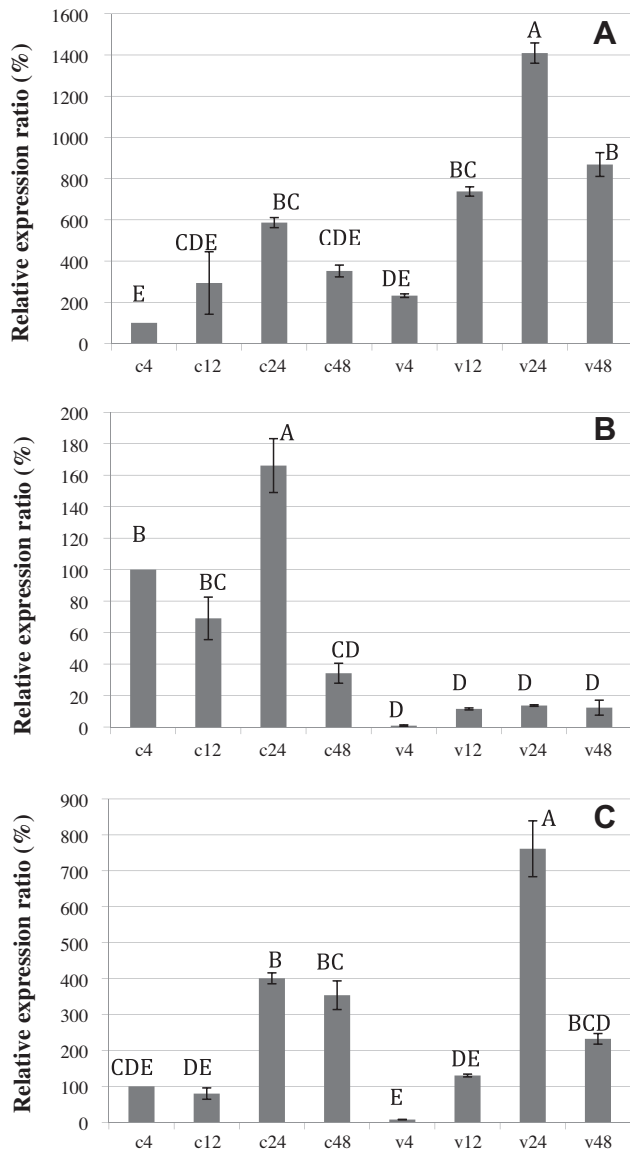 Relative expression ratio (%)
A
1600
1400
1200
1000
800
600
400
200
0
E
CDE
BC
CDE
DE
BC
A
B
c4 c12 c24 c48 v4 v12 v24 v48
Relative expression ratio (%)
B
200
180
160
140
120
100
80
60
40
20
0
B
BC
A
CD
D
D
D
D
c4 c12 c24 c48 v4 v12 v24 v48
Relative expression ratio (%)
C
900
800
700
600
500
400
300
200
100
0
CDE
DE
B
BC
E
DE
A
BCD
c4 c12 c24 c48 v4 v12 v24 v48